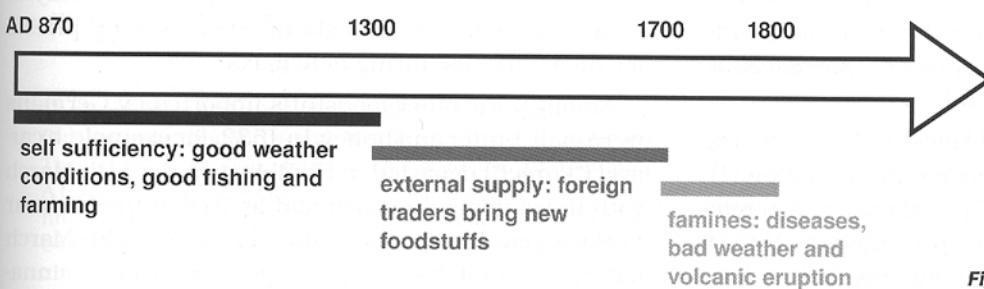 AD 870 1300 1700 1800
self sufficiency: good weather
conditions, good fishing and
farming
external supply: foreign
traders bring new
foodstuffs
famines: diseases,
bad weather and
volcanic eruption